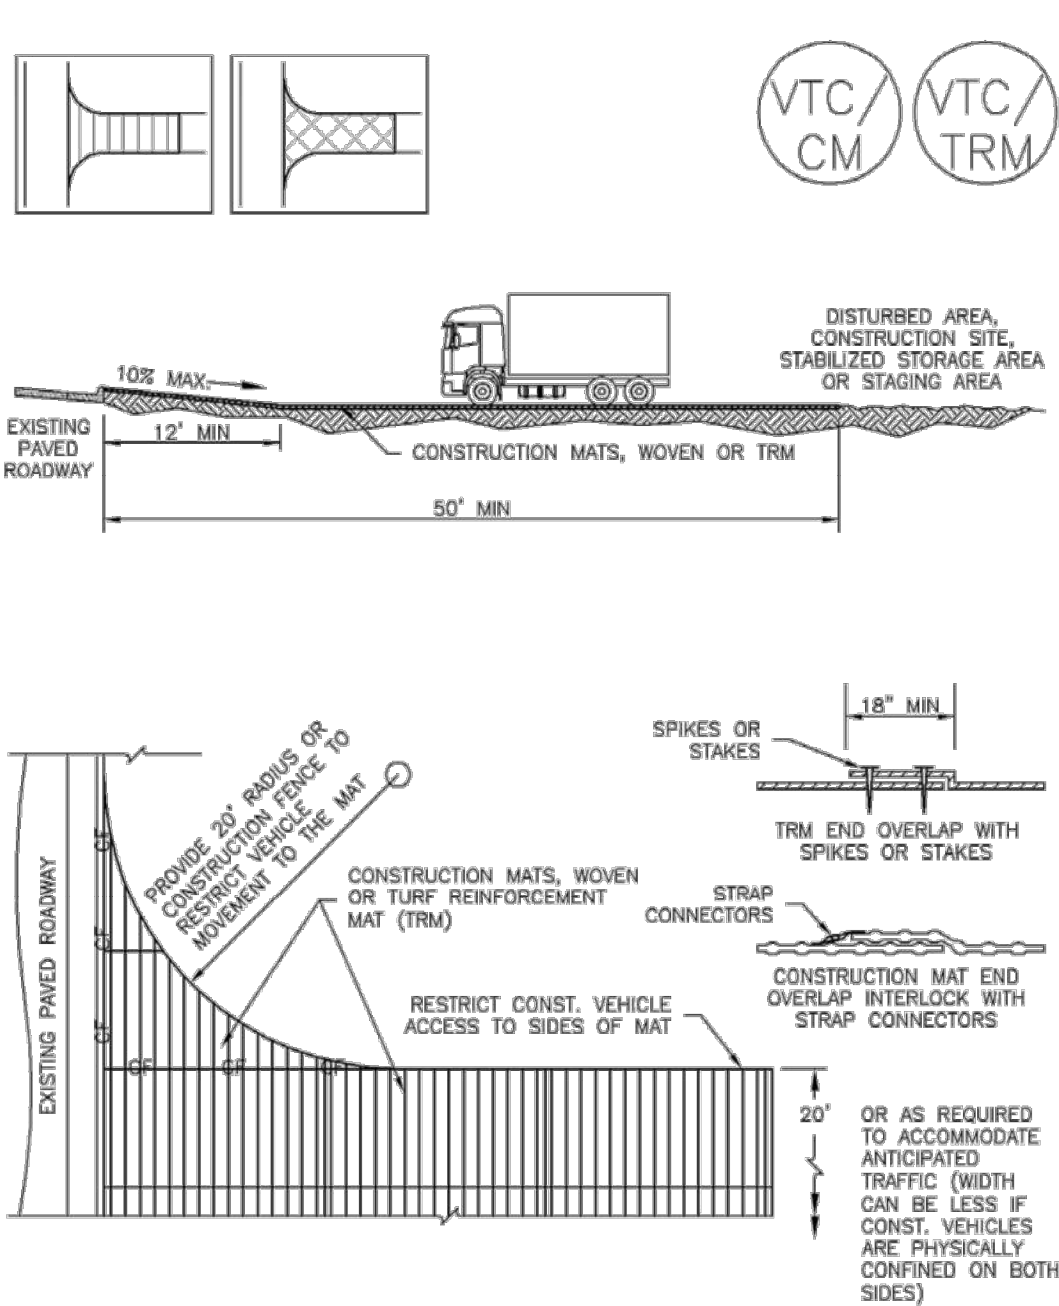 VTC/
CM
VTC/
TRM
DISTURBED AREA,
CONSTRUCTION SITE,
STABILIZED STORAGE AREA
OR STAGING AREA
10% MAX.
EXISTING
PAVED
ROADWAY
12' MIN
CONSTRUCTION MATS, WOVEN OR TRM
50' MIN
18" MIN
SPIKES OR
STAKES
TRM END OVERLAP WITH
SPIKES OR STAKES
PROVIDE 20' RADIUS OR
CONSTRUCTION FENCE TO
RESTRICT VEHICLE
MOVEMENT TO THE MAT
CONSTRUCTION MATS, WOVEN
OR TURF REINFORCEMENT
MAT (TRM)
STRAP
CONNECTORS
CONSTRUCTION MAT END
OVERLAP INTERLOCK WITH
STRAP CONNECTORS
RESTRICT CONST. VEHICLE
ACCESS TO SIDES OF MAT
EXISTING PAVED ROADWAY
CF
CF
CF
CF
CF
CF
20'
OR AS REQUIRED
TO ACCOMMODATE
ANTICIPATED
TRAFFIC (WIDTH
CAN BE LESS IF
CONST. VEHICLES
ARE PHYSICALLY
CONFINED ON BOTH
SIDES)